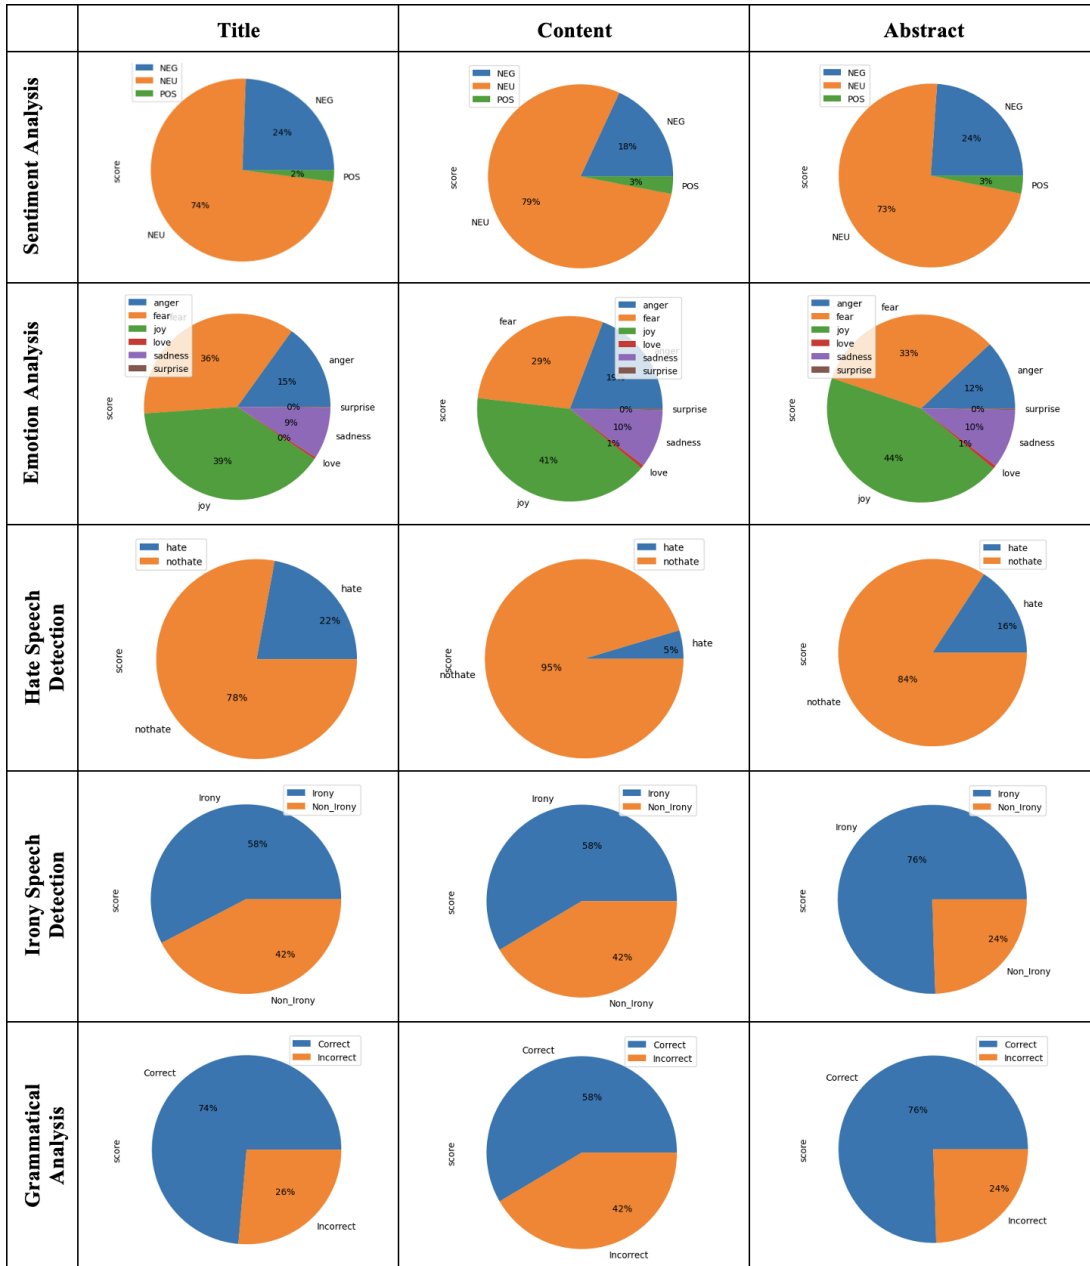 Title Content Abstract
Sentiment Analysis
NEG
NEU
POS
NEG
24%
2%
POS
74%
NEU
score
NEG
NEU
POS
NEG
18%
3%
POS
79%
NEU
score
NEG
NEU
POS
NEG
24%
3%
POS
73%
NEU
score
Emotion Analysis
anger
fear
joy
love
sadness
surprise
fear
36%
anger
15%
0%
surprise
9%
sadness
0%
love
39%
joy
score
anger
fear
joy
love
sadness
surprise
fear
29%
anger
19%
0%
surprise
10%
sadness
1%
love
41%
joy
score
anger
fear
joy
love
sadness
surprise
fear
33%
anger
12%
0%
surprise
10%
sadness
1%
love
44%
joy
score
Hate Speech
Detection
hate
nothate
hate
22%
78%
nothate
score
hate
nothate
hate
5%
95%
nothate
score
hate
nothate
hate
16%
84%
nothate
score
Irony Speech
Detection
Irony
Non_Irony
Irony
58%
42%
Non_Irony
score
Irony
Non_Irony
Irony
58%
42%
Non_Irony
score
Irony
Non_Irony
Irony
76%
24%
Non_Irony
score
Grammatical
Analysis
Correct
Incorrect
Correct
74%
26%
Incorrect
score
Correct
Incorrect
Correct
58%
42%
Incorrect
score
Correct
Incorrect
Correct
76%
24%
Incorrect
score